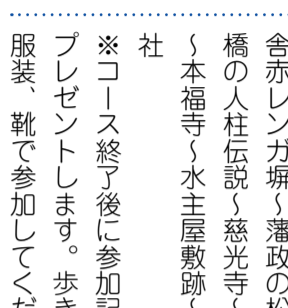 舎赤レンガ塀～藩政の松
橋の人柱伝説～慈光寺～
～本福寺～水主屋敷跡～
社
※コース終了後に参加記
プレゼントします。歩き
服装、靴で参加してくだ